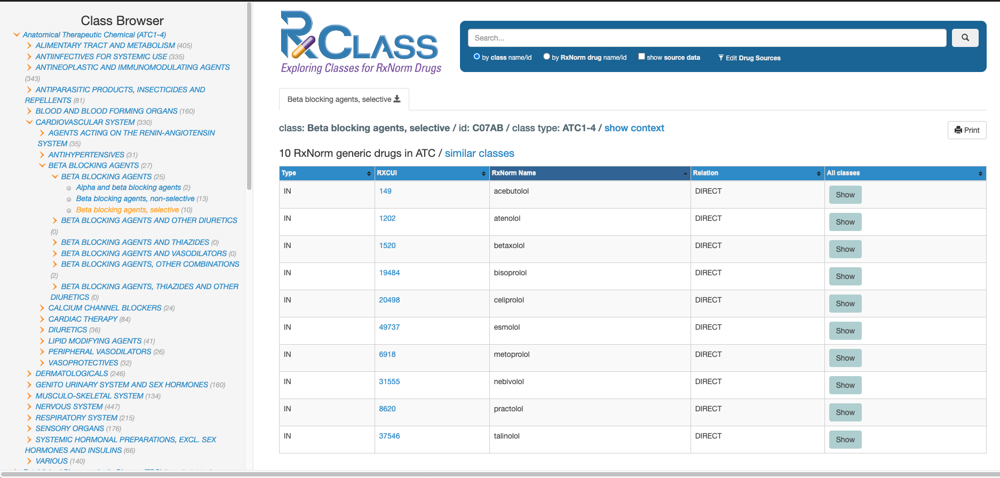 Class Browser
Anatomical Therapeutic Chemical (ATC1-4)
ALIMENTARY TRACT AND METABOLISM (405)
ANTIINFECTIVES FOR SYSTEMIC USE (335)
ANTINEOPLASTIC AND IMMUNOMODULATING AGENTS
(343)
ANTIPARASITIC PRODUCTS, INSECTICIDES AND
REPELLENTS (81)
BLOOD AND BLOOD FORMING ORGANS (160)
CARDIOVASCULAR SYSTEM (330)
AGENTS ACTING ON THE RENIN-ANGIOTENSIN
SYSTEM (35)
ANTIHYPERTENSIVES (31)
BETA BLOCKING AGENTS (27)
BETA BLOCKING AGENTS (25)
Alpha and beta blocking agents (2)
Beta blocking agents, non-selective (13)
Beta blocking agents, selective (10)
BETA BLOCKING AGENTS AND OTHER DIURETICS
(0)
BETA BLOCKING AGENTS AND THIAZIDES (0)
BETA BLOCKING AGENTS AND VASODILATORS (0)
BETA BLOCKING AGENTS, OTHER COMBINATIONS
(2)
BETA BLOCKING AGENTS, THIAZIDES AND OTHER
DIURETICS (0)
CALCIUM CHANNEL BLOCKERS (24)
CARDIAC THERAPY (84)
DIURETICS (36)
LIPID MODIFYING AGENTS (41)
PERIPHERAL VASODILATORS (26)
VASOPROTECTIVES (32)
DERMATOLOGICALS (246)
GENITO URINARY SYSTEM AND SEX HORMONES (160)
MUSCULO-SKELETAL SYSTEM (134)
NERVOUS SYSTEM (447)
RESPIRATORY SYSTEM (215)
SENSORY ORGANS (176)
SYSTEMIC HORMONAL PREPARATIONS, EXCL. SEX
HORMONES AND INSULINS (66)
VARIOUS (140)
RxCLASS
Exploring Classes for RxNorm Drugs
Search...
by class name/id by RxNorm drug name/id show source data Edit Drug Sources
Beta blocking agents, selective
class: Beta blocking agents, selective / id: C07AB / class type: ATC1-4 / show context
Print
10 RxNorm generic drugs in ATC / similar classes
Type RXCUI RxNorm Name Relation All classes
IN 149 acebutolol DIRECT Show
IN 1202 atenolol DIRECT Show
IN 1520 betaxolol DIRECT Show
IN 19484 bisoprolol DIRECT Show
IN 20498 celiprolol DIRECT Show
IN 49737 esmolol DIRECT Show
IN 6918 metoprolol DIRECT Show
IN 31555 nebivolol DIRECT Show
IN 8620 practolol DIRECT Show
IN 37546 talinolol DIRECT Show